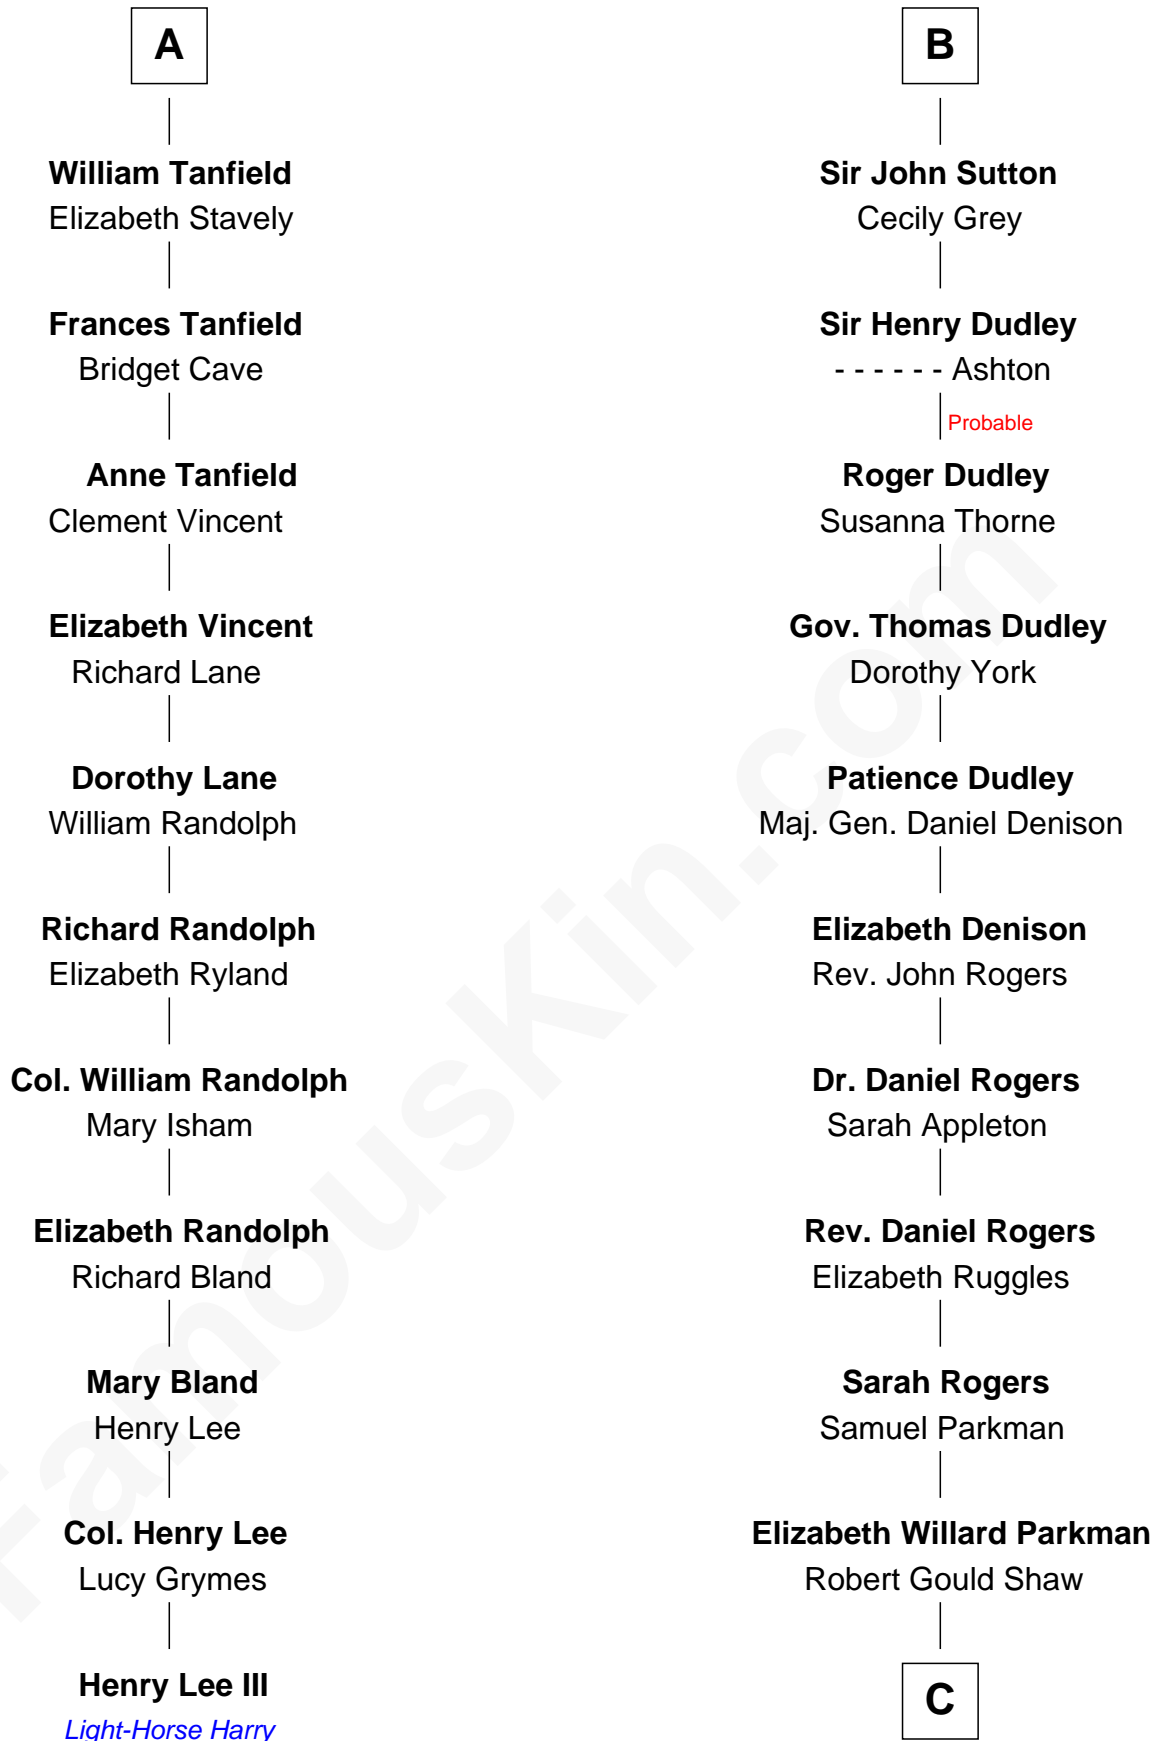 A
William Tanfield
Elizabeth Stavely
Frances Tanfield
Bridget Cave
Anne Tanfield
Clement Vincent
Elizabeth Vincent
Richard Lane
Dorothy Lane
William Randolph
Richard Randolph
Elizabeth Ryland
Col. William Randolph
Mary Isham
Elizabeth Randolph
Richard Bland
Mary Bland
Henry Lee
Col. Henry Lee
Lucy Grymes
Henry Lee III
Light-Horse Harry
B
Sir John Sutton
Cecily Grey
Sir Henry Dudley
- - - - - - Ashton
Probable
Roger Dudley
Susanna Thorne
Gov. Thomas Dudley
Dorothy York
Patience Dudley
Maj. Gen. Daniel Denison
Elizabeth Denison
Rev. John Rogers
Dr. Daniel Rogers
Sarah Appleton
Rev. Daniel Rogers
Elizabeth Ruggles
Sarah Rogers
Samuel Parkman
Elizabeth Willard Parkman
Robert Gould Shaw
C
FamousKin.com